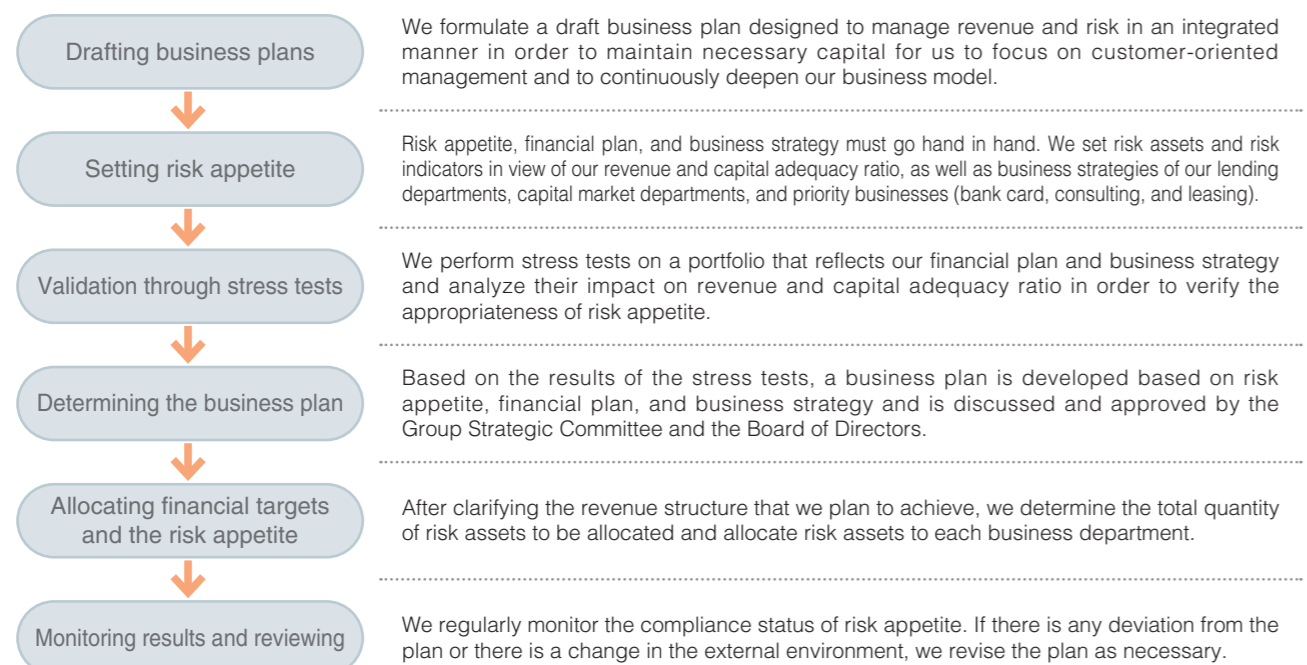 Drafting business plans
We formulate a draft business plan designed to manage revenue and risk in an integrated
manner in order to maintain necessary capital for us to focus on customer-oriented
management and to continuously deepen our business model.
Setting risk appetite
Risk appetite, financial plan, and business strategy must go hand in hand. We set risk assets and risk
indicators in view of our revenue and capital adequacy ratio, as well as business strategies of our lending
departments, capital market departments, and priority businesses (bank card, consulting, and leasing).
Validation through stress tests
We perform stress tests on a portfolio that reflects our financial plan and business strategy
and analyze their impact on revenue and capital adequacy ratio in order to verify the
appropriateness of risk appetite.
Determining the business plan
Based on the results of the stress tests, a business plan is developed based on risk
appetite, financial plan, and business strategy and is discussed and approved by the
Group Strategic Committee and the Board of Directors.
Allocating financial targets
and the risk appetite
After clarifying the revenue structure that we plan to achieve, we determine the total quantity
of risk assets to be allocated and allocate risk assets to each business department.
Monitoring results and reviewing
We regularly monitor the compliance status of risk appetite. If there is any deviation from the
plan or there is a change in the external environment, we revise the plan as necessary.